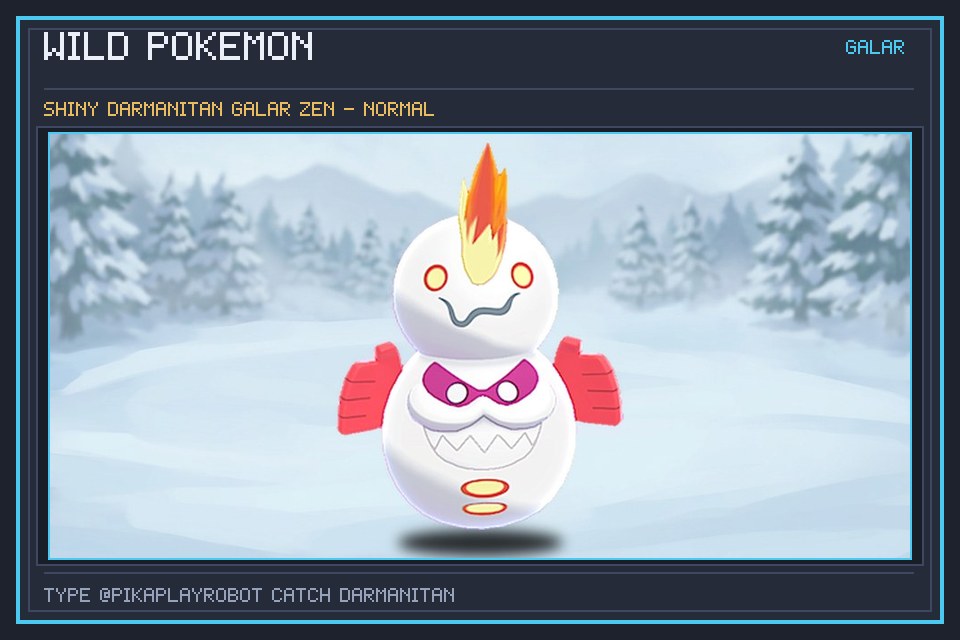 WILD POKEMON
GALAR
SHINY DARMANITAN GALAR ZEN - NORMAL
TYPE @PIKAPLAYROBOT CATCH DARMANITAN